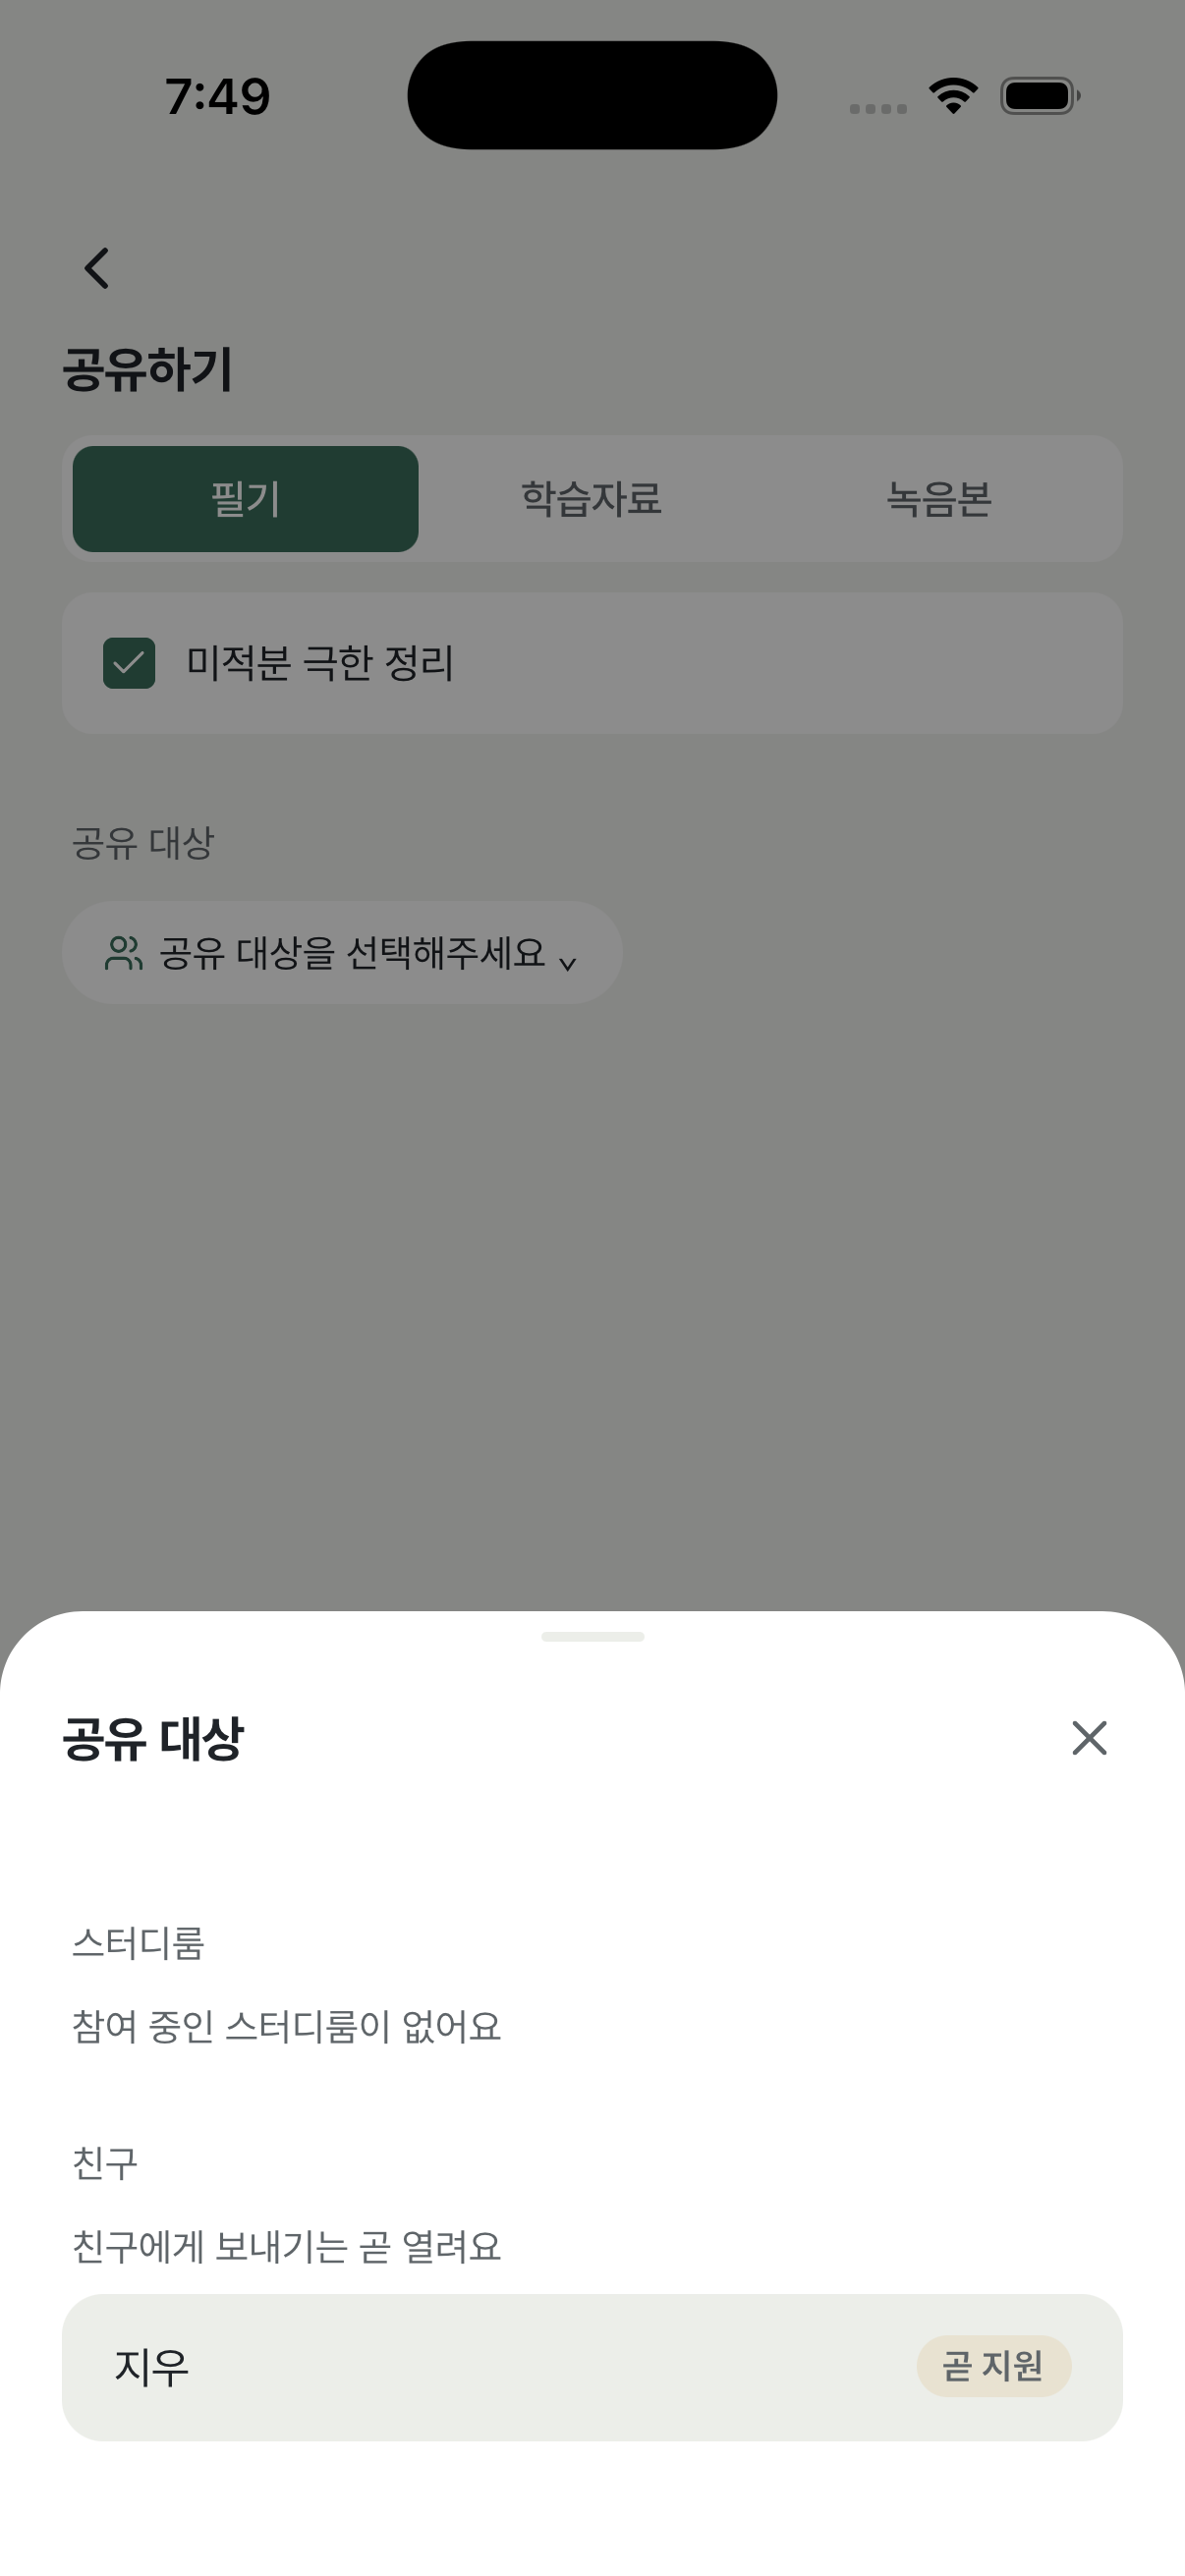 7:49
공유하기
필기 학습자료 녹음본
미적분 극한 정리
공유 대상
공유 대상을 선택해주세요
공유 대상
스터디룸
참여 중인 스터디룸이 없어요
친구
친구에게 보내기는 곧 열려요
지우 곧 지원